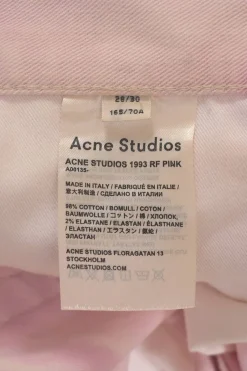 28/30
165/70A
Acne Studios
ACNE STUDIOS 1993 RF PINK
A00135-
MADE IN ITALY / FABRIQUÉ EN ITALIE /
意大利制造 / СДЕЛАНО В ИТАЛИИ
98% COTTON / BOMULL / COTON /
BAUMWOLLE / コットン / 棉 / ХЛОПОК,
2% ELASTANE / ELASTAN / ÉLASTHANNE
/ ELASTHAN / エラスタン / 氨纶 /
ЭЛАСТАН
ACNE STUDIOS FLORAGATAN 13
STOCKHOLM
ACNESTUDIOS.COM